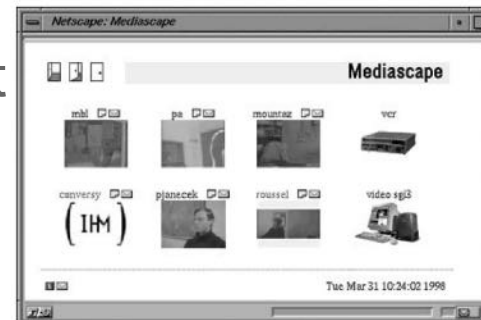 Netscape: Mediascape
Mediascape
mbl pa mountaz vcr
conversy pjanecek roussel video sgi3
( IHM )
Tue Mar 31 10:24:02 1998